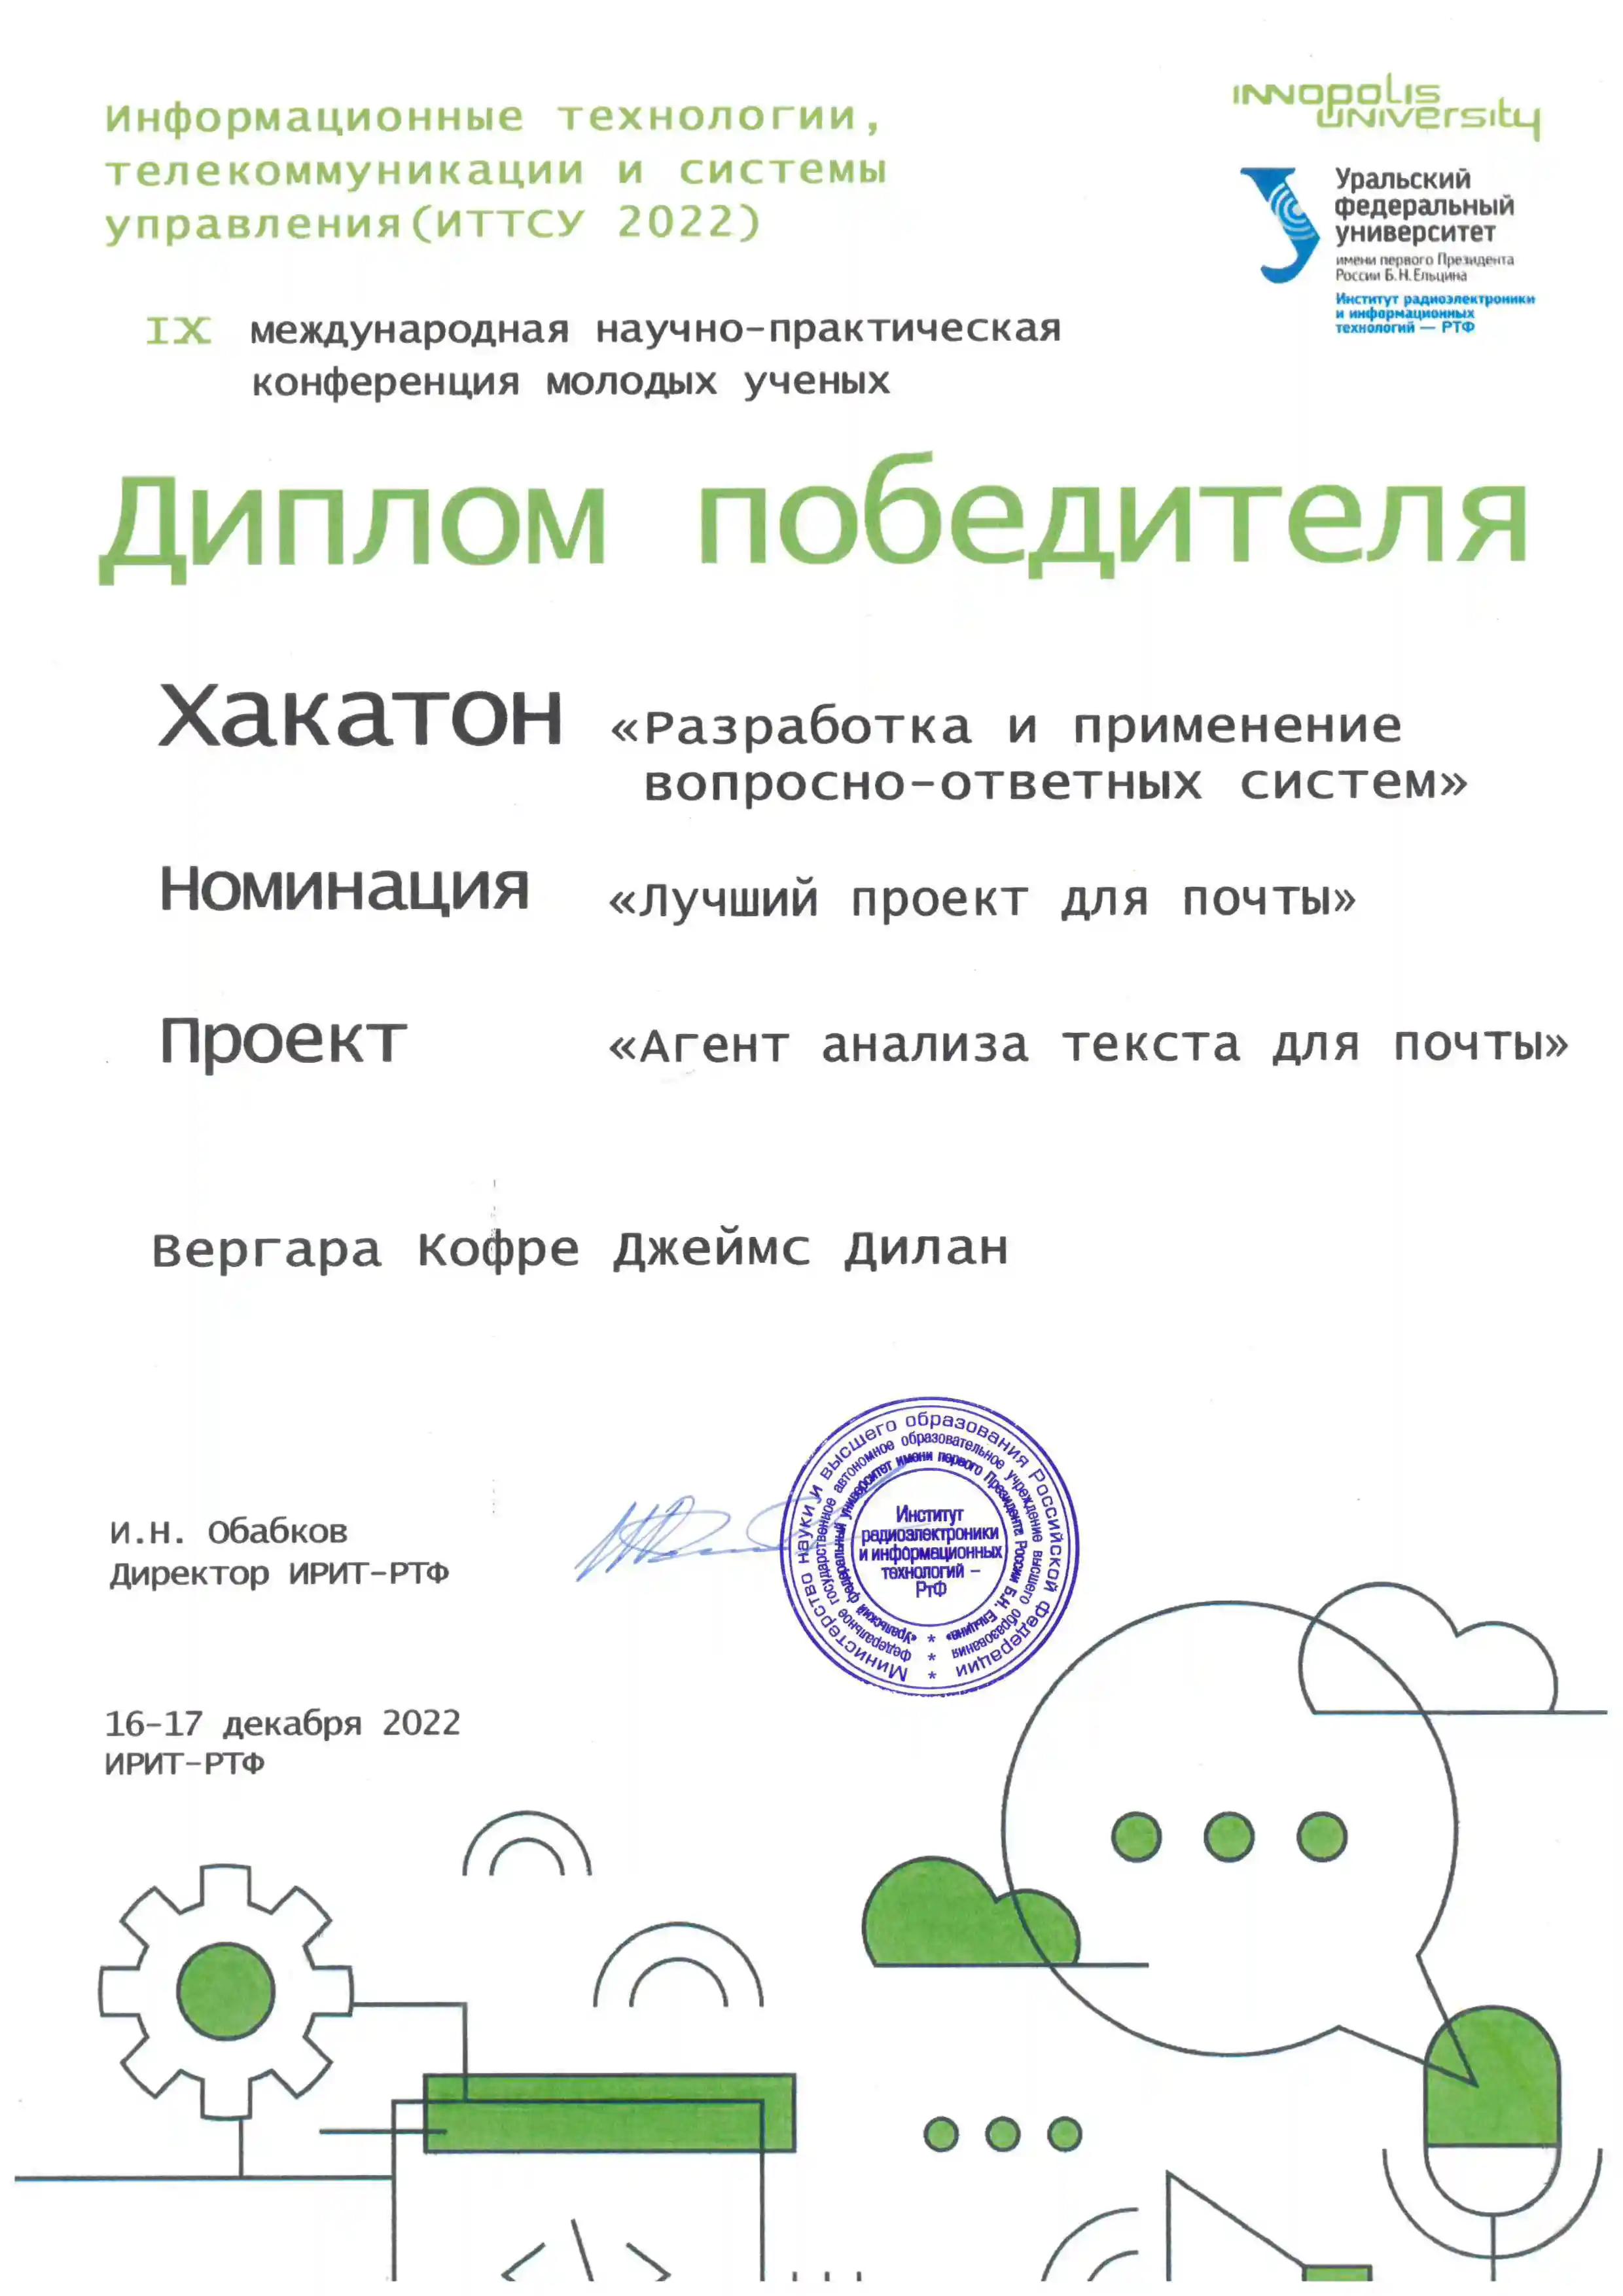 Информационные технологии,
телекоммуникации и системы
управления(ИТТСУ 2022)
INNOPOLIS
UNIVERSITY
Уральский
федеральный
университет
имени первого Президента
России Б.Н.Ельцина
Институт радиоэлектроники
и информационных
технологий — РТФ
IX международная научно-практическая
конференция молодых ученых
Диплом победителя
Хакатон «Разработка и применение
вопросно-ответных систем»
Номинация «Лучший проект для почты»
Проект «Агент анализа текста для почты»
Вергара Кофре Джеймс Дилан
И.Н. Обабков
Директор ИРИТ-РТФ
Министерство науки и высшего образования Российской Федерации
федеральное государственное автономное образовательное учреждение высшего образования
«Уральский федеральный университет имени первого Президента России Б.Н. Ельцина»
Институт
радиоэлектроники
и информационных
технологий –
РтФ
16-17 декабря 2022
ИРИТ-РТФ